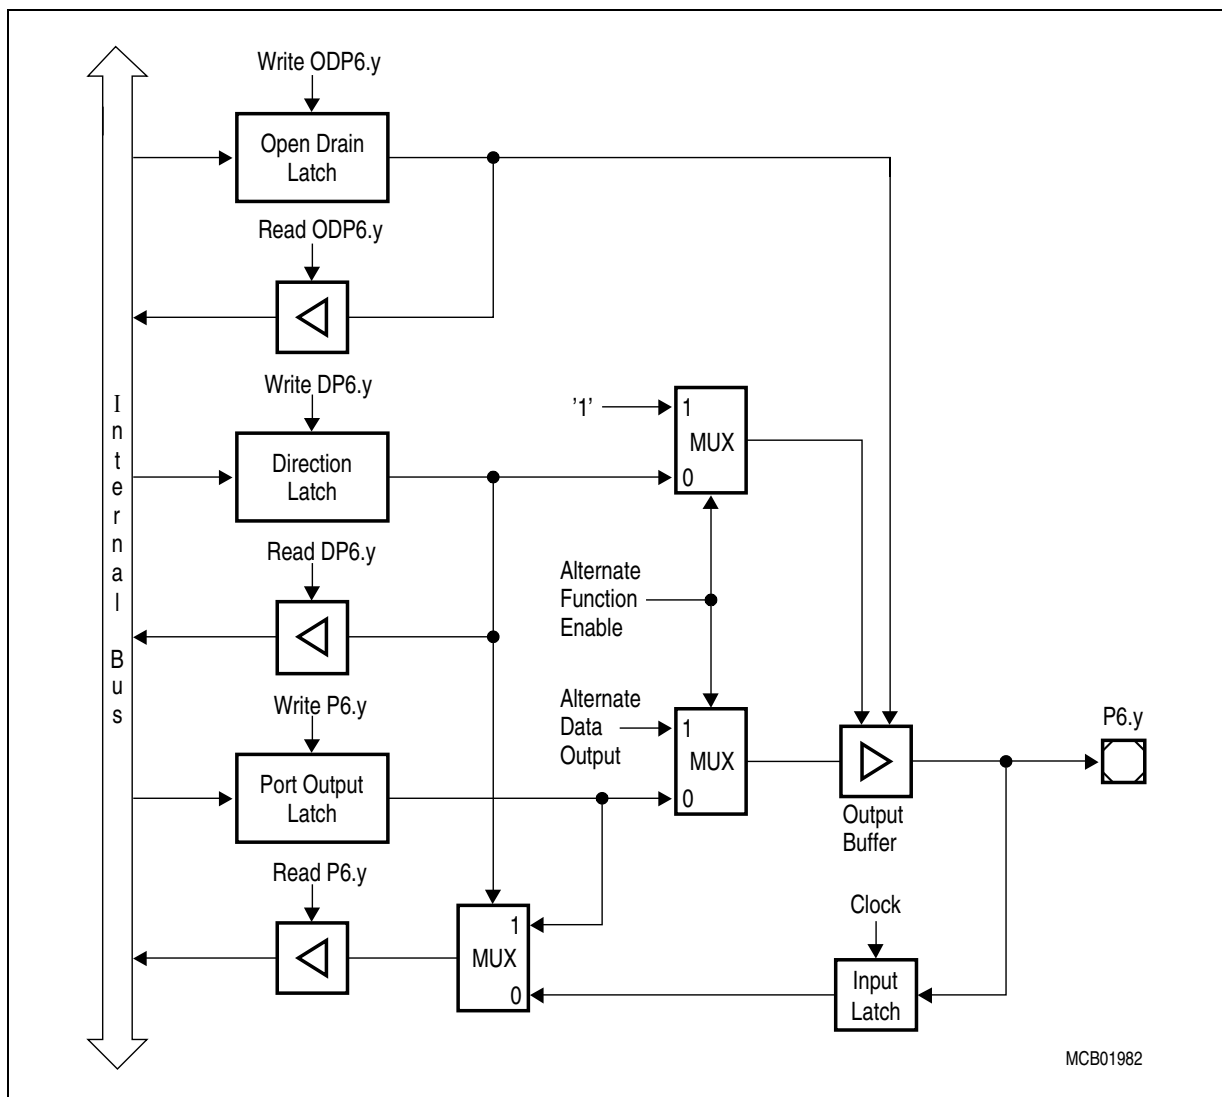 Write ODP6.y
Open Drain
Latch
Read ODP6.y
Internal Bus
Write DP6.y
Direction
Latch
'1'
1
MUX
0
Read DP6.y
Alternate
Function
Enable
Write P6.y
Alternate
Data
Output
1
MUX
0
P6.y
Port Output
Latch
Output
Buffer
Read P6.y
1
MUX
0
Clock
Input
Latch
MCB01982